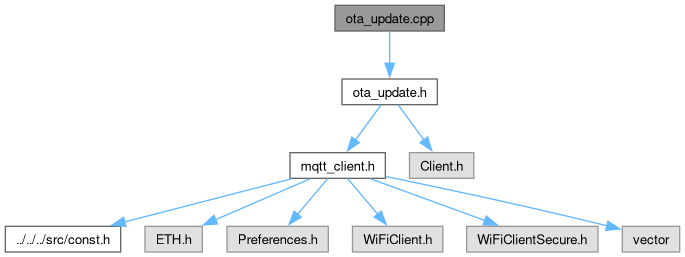 ota_update.cpp
ota_update.h
mqtt_client.h
Client.h
../../../src/const.h
ETH.h
Preferences.h
WiFiClient.h
WiFiClientSecure.h
vector